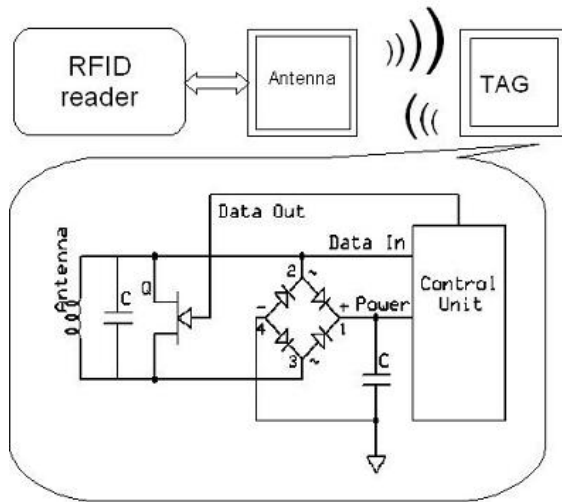 RFID
reader
Antenna
TAG
Data Out
Antenna
C
Q
Data In
2
~
-
+
Power
4
1
3
~
C
Control
Unit